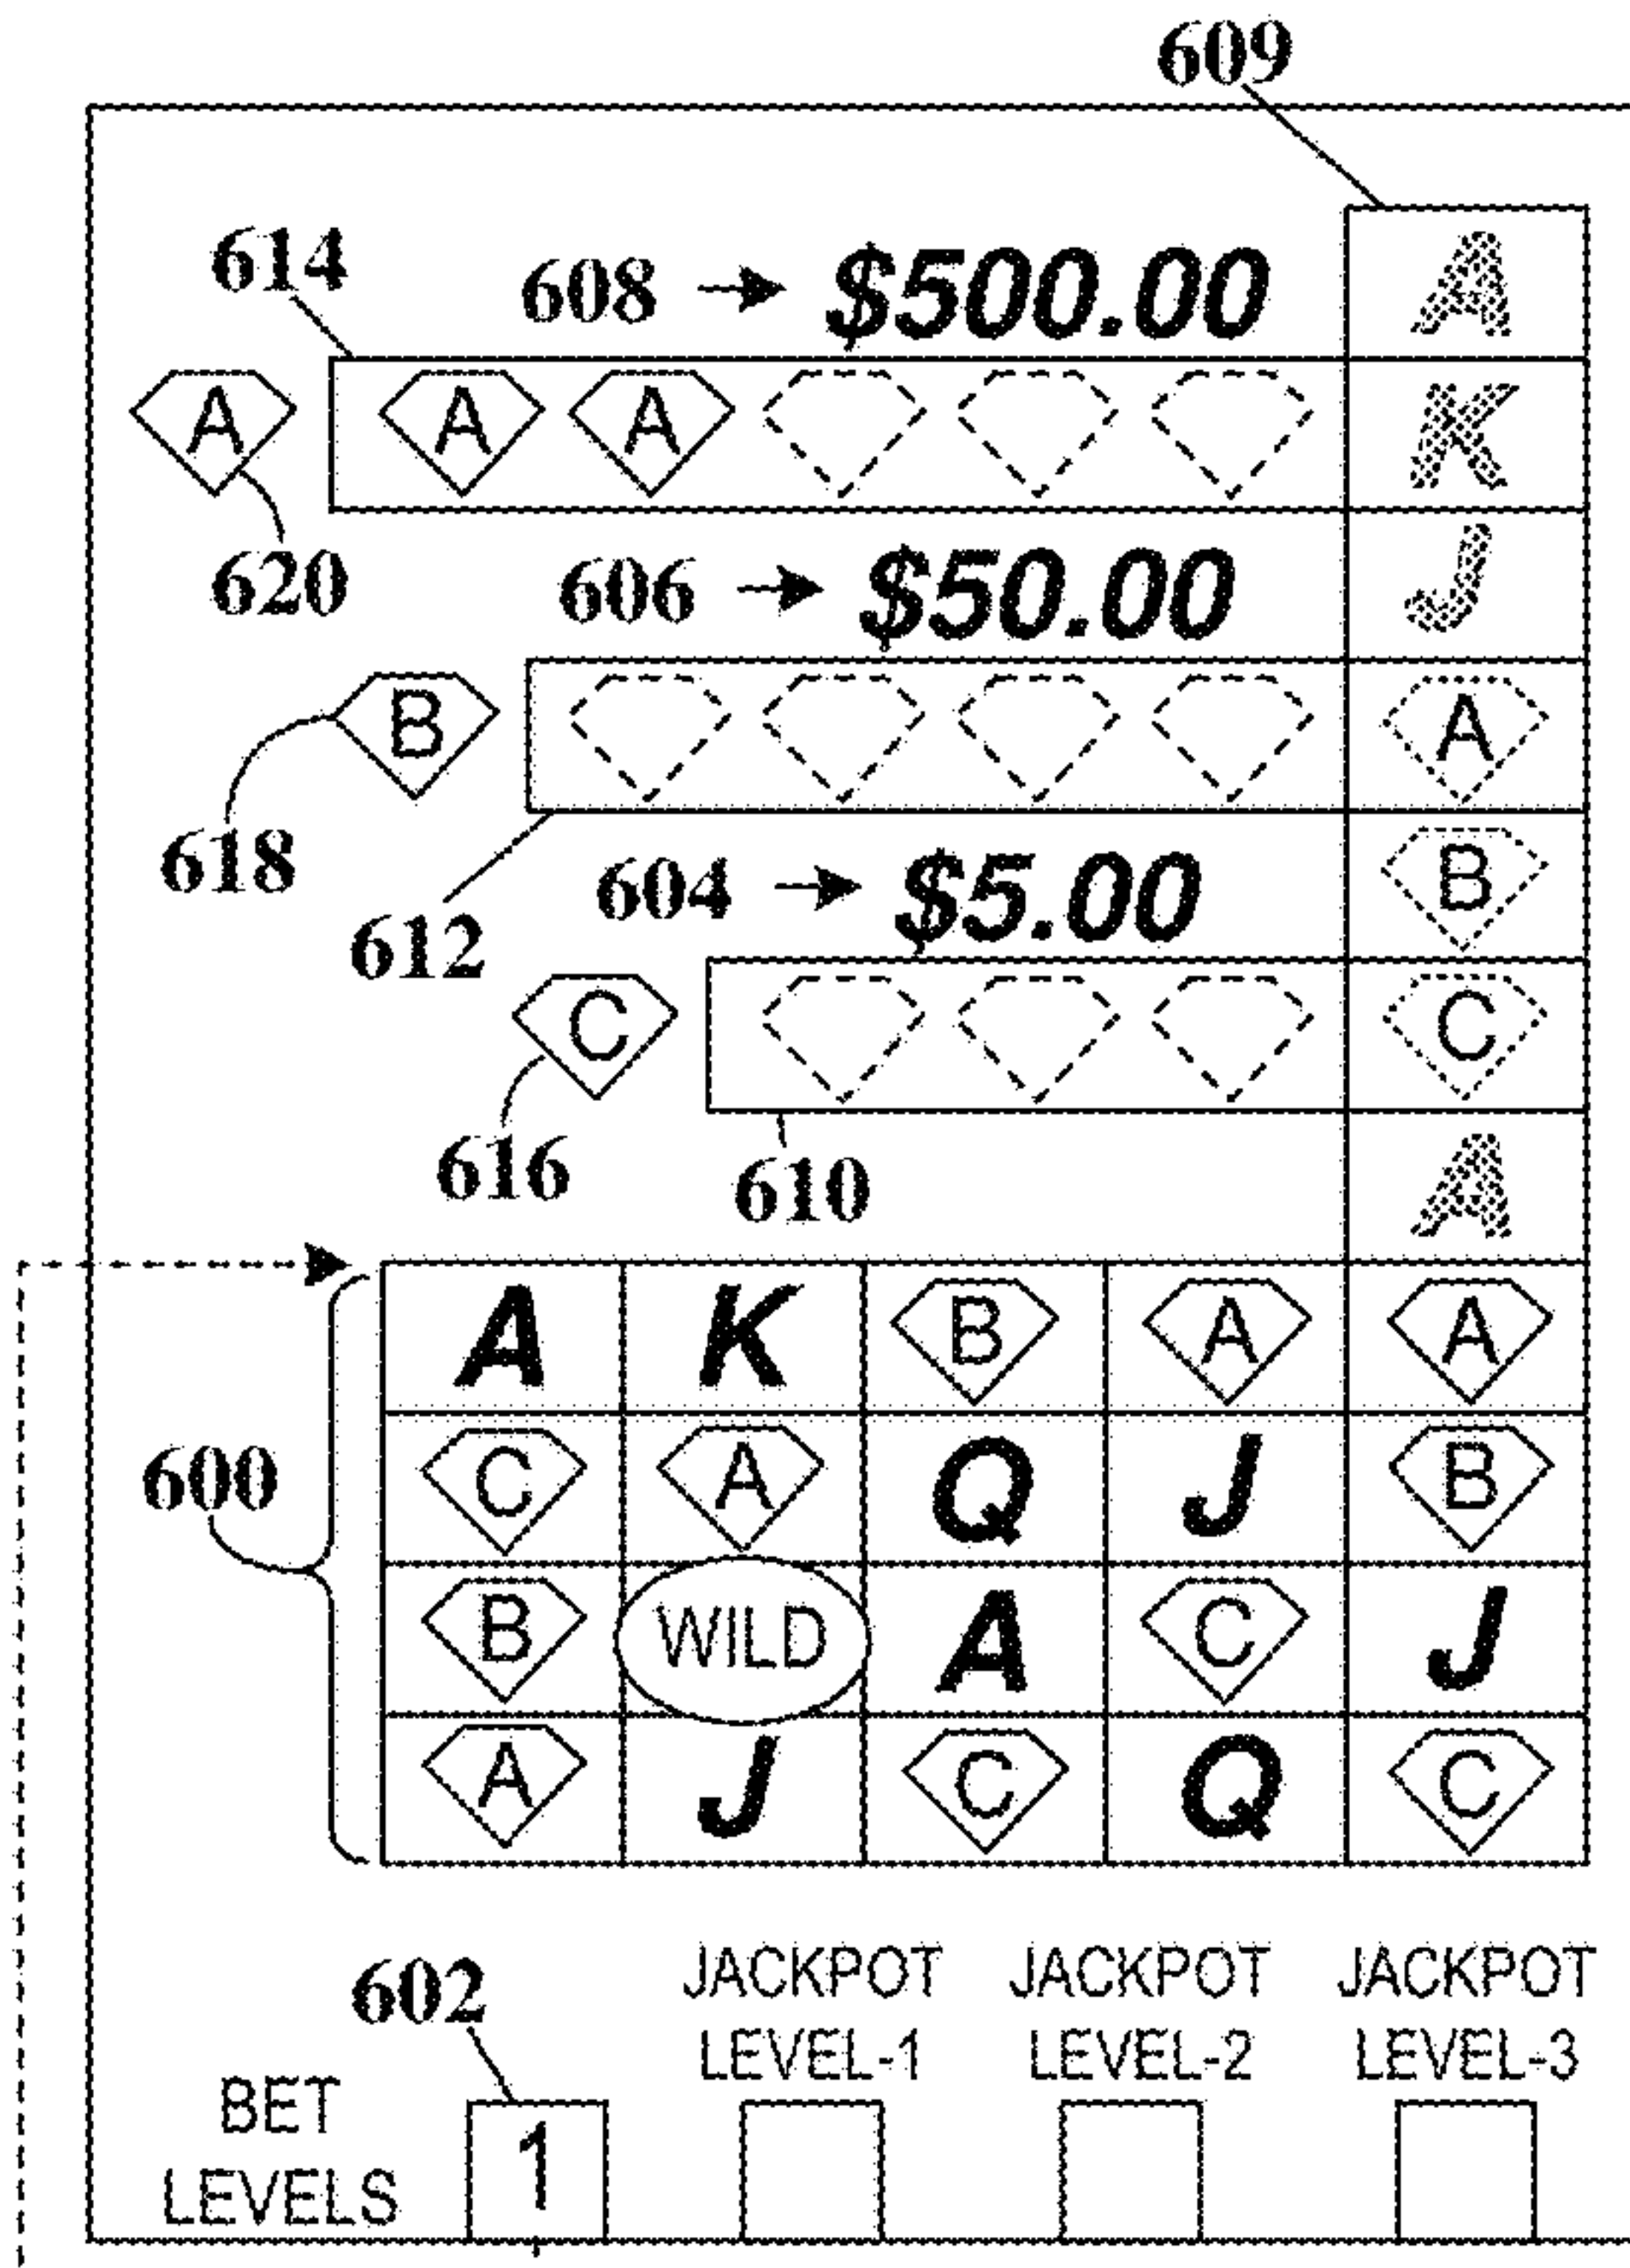 609
A
614 608 $500.00
A A A K
620 606 $50.00 J
B A
618 612 604 $5.00 B
C C
616 610 A
A K B A A
600 C A Q J B
B WILD A C J
A J C Q C
602 JACKPOT JACKPOT JACKPOT
LEVEL-1 LEVEL-2 LEVEL-3
BET
LEVELS 1